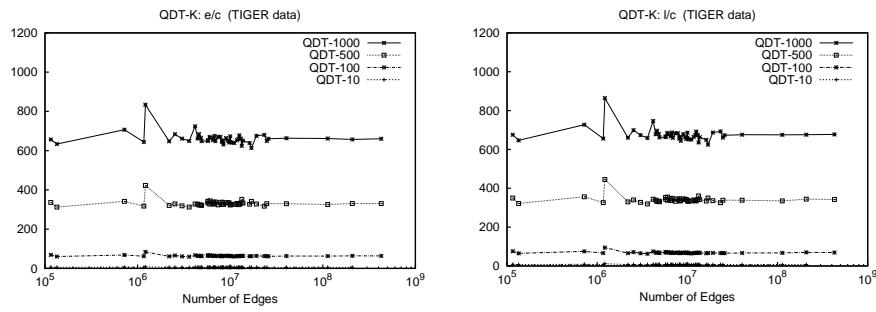 QDT-K: e/c (TIGER data)
1200
1000
800
600
400
200
0
QDT-1000
QDT-500
QDT-100
QDT-10
10^5
10^6
10^7
10^8
10^9
Number of Edges
QDT-K: l/c (TIGER data)
1200
1000
800
600
400
200
0
QDT-1000
QDT-500
QDT-100
QDT-10
10^5
10^6
10^7
10^8
10^9
Number of Edges